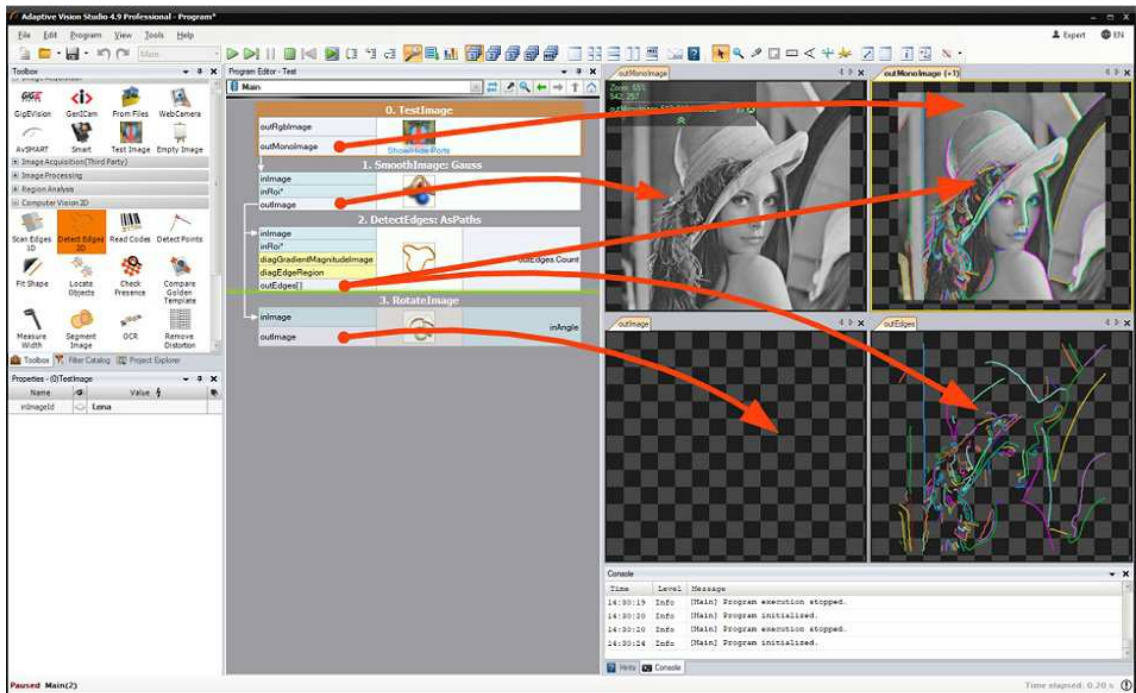 Adaptive Vision Studio 4.9 Professional - Program*
File Edit Program View Tools Help
Expert EN
Main
Toolbox
Image Acquisition
GigEVision GenICam From Files WebCamera
AvSMART Smart Test Image Empty Image
Image Acquisition(Third Party)
Image Processing
Region Analysis
Computer Vision 2D
Scan Edges 1D Detect Edges 2D Read Codes Detect Points
Fit Shape Locate Objects Check Presence Compare Golden Template
Measure Width Segment Image OCR Remove Distortion
Toolbox Filter Catalog Project Explorer
Properties - (0)TestImage
Name Value
inImageId Lena
Program Editor - Test
Main
0. TestImage
outRgbImage
outMonoImage
Show/Hide Ports
1. SmoothImage: Gauss
inImage
inRoi*
outImage
2. DetectEdges: AsPaths
inImage
inRoi*
diagGradientMagnitudeImage
diagEdgeRegion
outEdges[]
outEdges.Count
3. RotateImage
inImage
outImage
inAngle
outMonoImage
Zoom: 65%
542, 257
outMonoImage (+1)
outImage
outEdges
Console
Time Level Message
14:30:19 Info [Main] Program execution stopped.
14:30:20 Info [Main] Program initialized.
14:30:20 Info [Main] Program execution stopped.
14:30:24 Info [Main] Program initialized.
Hints Console
Paused Main(2)
Time elapsed: 0.20 s